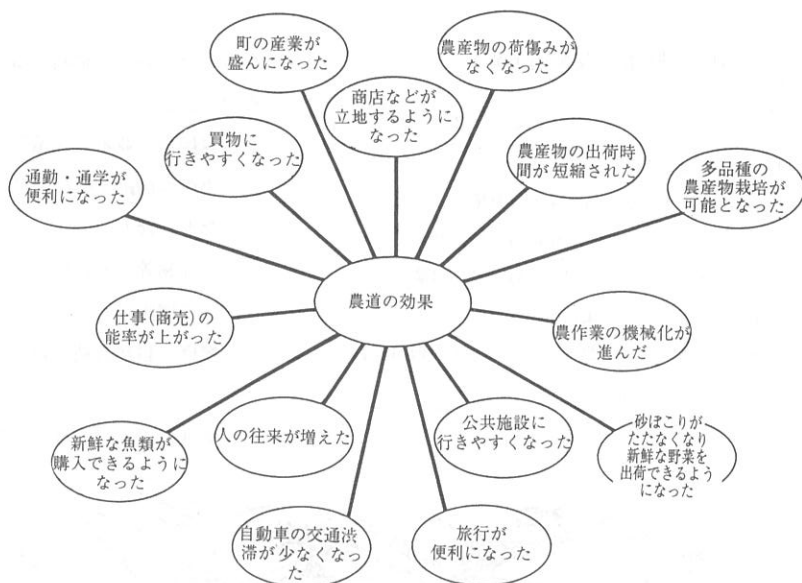 町の産業が
盛んになった
農産物の荷傷みが
なくなった
商店などが
立地するように
なった
買物に
行きやすくなった
農産物の出荷時
間が短縮された
通勤・通学が
便利になった
多品種の
農産物栽培が
可能となった
農道の効果
仕事(商売)の
能率が上がった
農作業の機械化が
進んだ
新鮮な魚類が
購入できるように
なった
人の往来が増えた
公共施設に
行きやすくなった
砂ぼこりが
たたなくなり
新鮮な野菜を
出荷できるよう
になった
自動車の交通渋
滞が少なくなっ
た
旅行が
便利になった